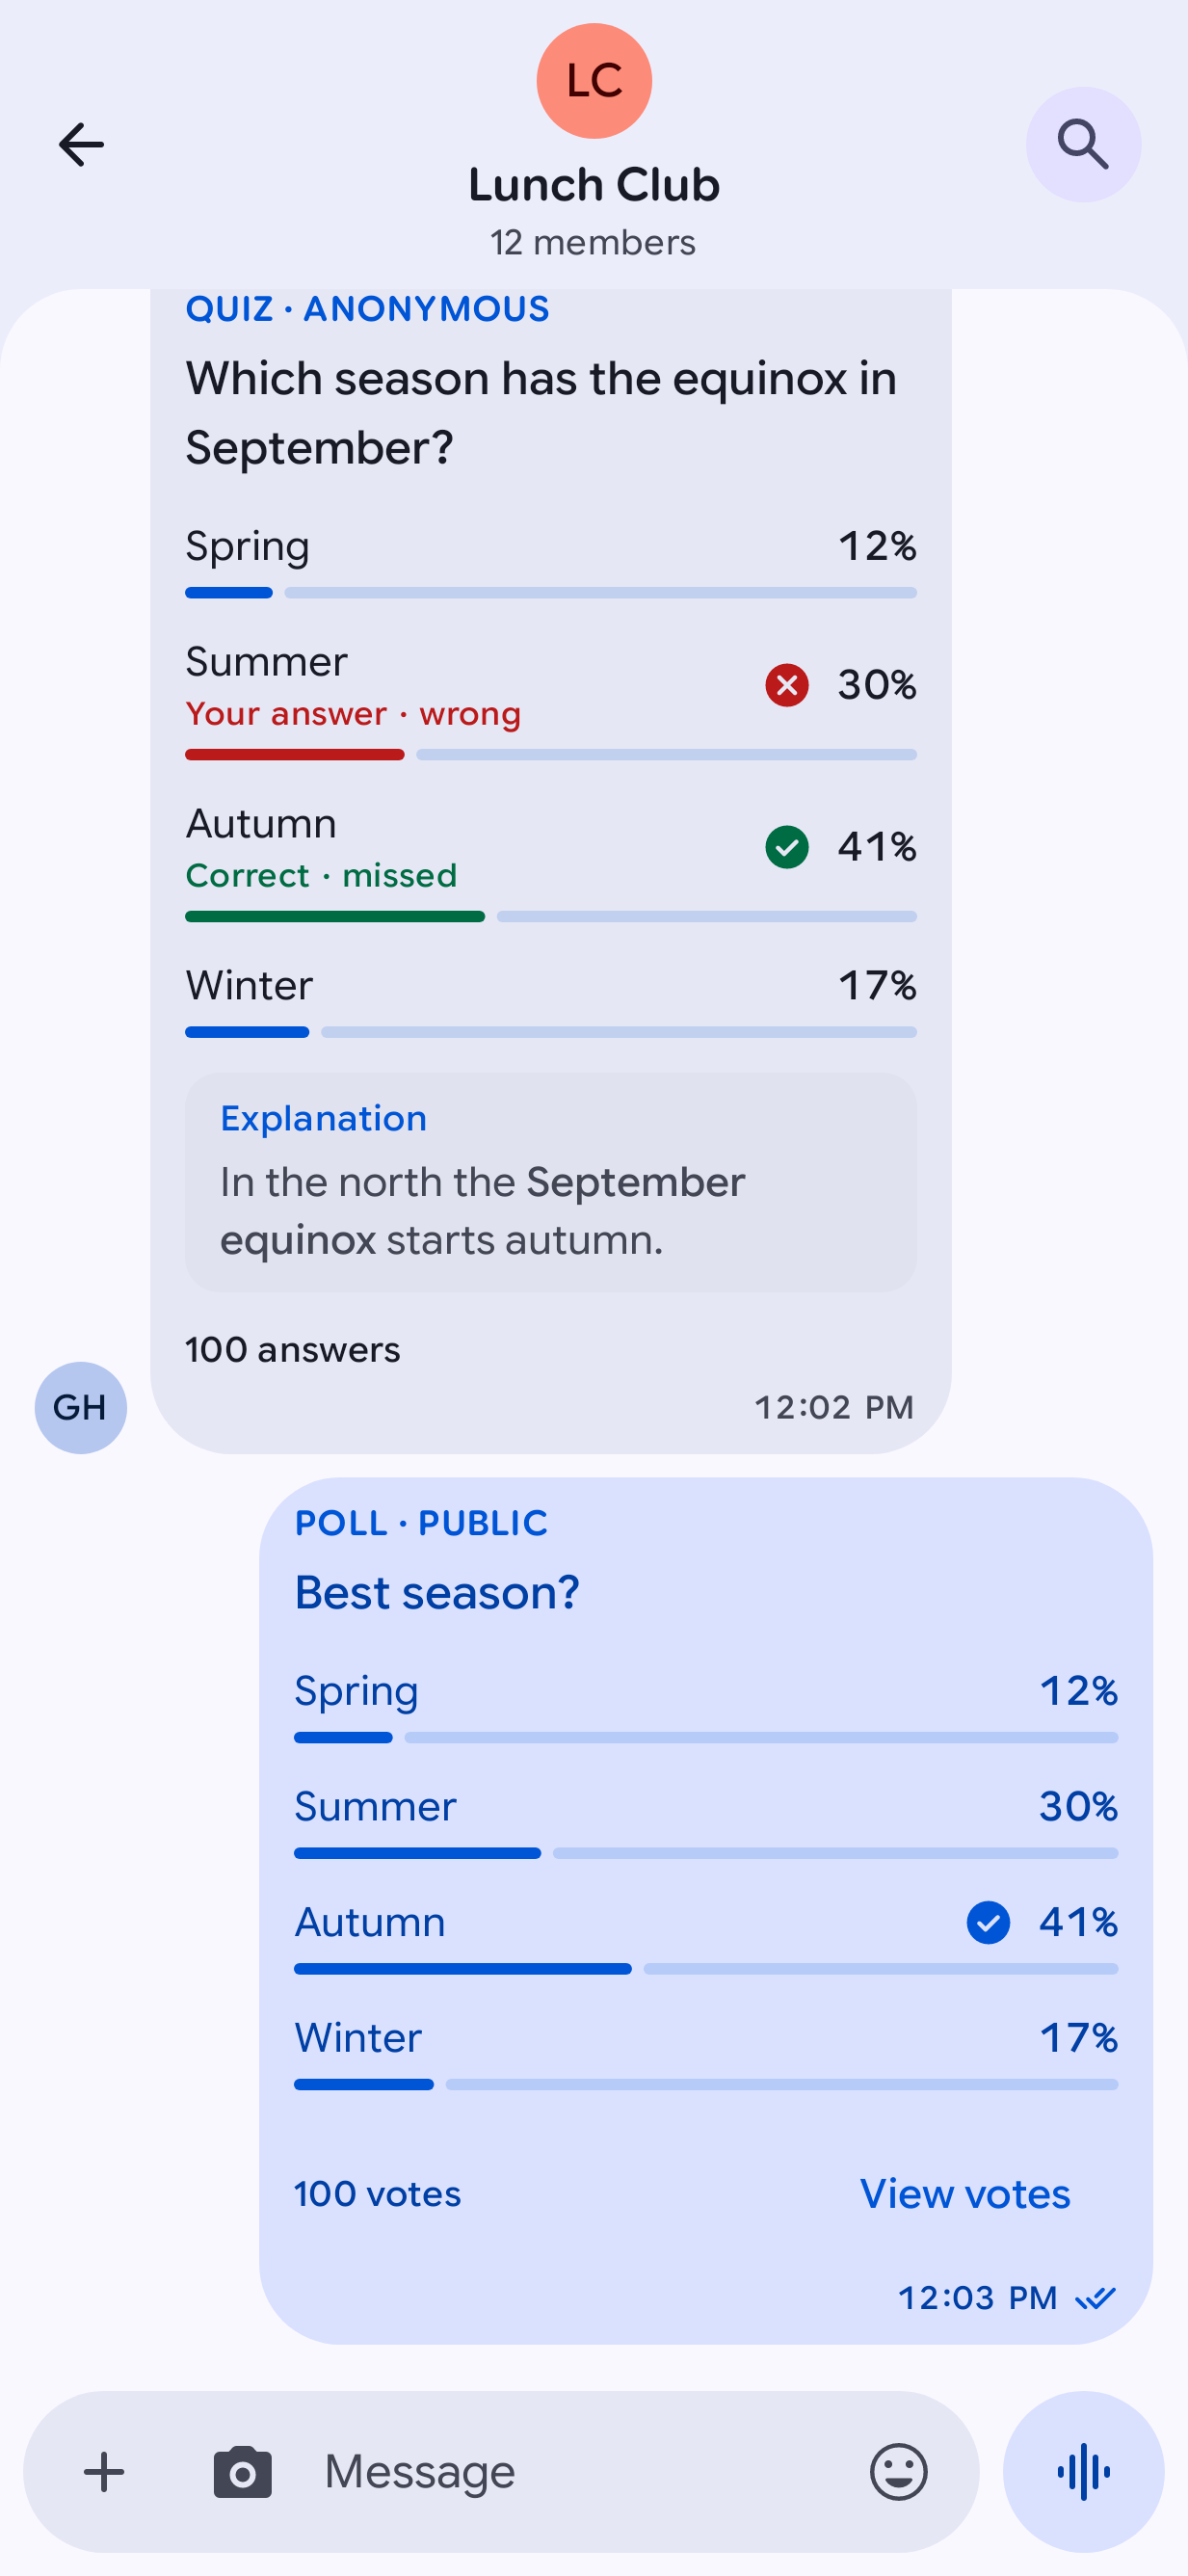 LC
Lunch Club
12 members
QUIZ · ANONYMOUS
Which season has the equinox in
September?
Spring 12%
Summer 30%
Your answer · wrong
Autumn 41%
Correct · missed
Winter 17%
Explanation
In the north the September
equinox starts autumn.
100 answers
GH
12:02 PM
POLL · PUBLIC
Best season?
Spring 12%
Summer 30%
Autumn 41%
Winter 17%
100 votes View votes
12:03 PM
Message